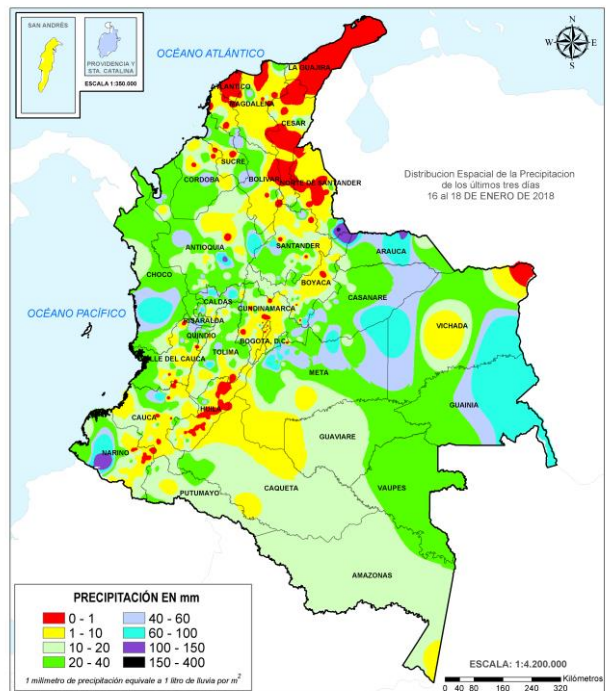 SAN ANDRÉS
PROVIDENCIA Y
STA. CATALINA
ESCALA 1:380.000
N
W
E
S
OCÉANO ATLÁNTICO
LA GUAJIRA
ATLANTICO
MAGDALENA
CESAR
SUCRE
CORDOBA
BOLIVAR
NORTE DE SANTANDER
Distribucion Espacial de la Precipitacion
de los últimos tres días
16 al 18 DE ENERO DE 2018
ANTIOQUIA
SANTANDER
ARAUCA
CHOCO
BOYACA
CASANARE
OCÉANO PACÍFICO
CALDAS
CUNDINAMARCA
RISARALDA
VICHADA
QUINDIO
BOGOTA, D.C.
VALLE DEL CAUCA
TOLIMA
META
GUAINIA
CAUCA
HUILA
GUAVIARE
NARIÑO
VAUPES
PUTUMAYO
CAQUETA
AMAZONAS
PRECIPITACIÓN EN mm
0 - 1
40 - 60
1 - 10
60 - 100
10 - 20
100 - 150
20 - 40
150 - 400
1 milímetro de precipitación equivale a 1 litro de lluvia por m²
ESCALA: 1:4.200.000
Kilómetros
0 40 80 160 240 320